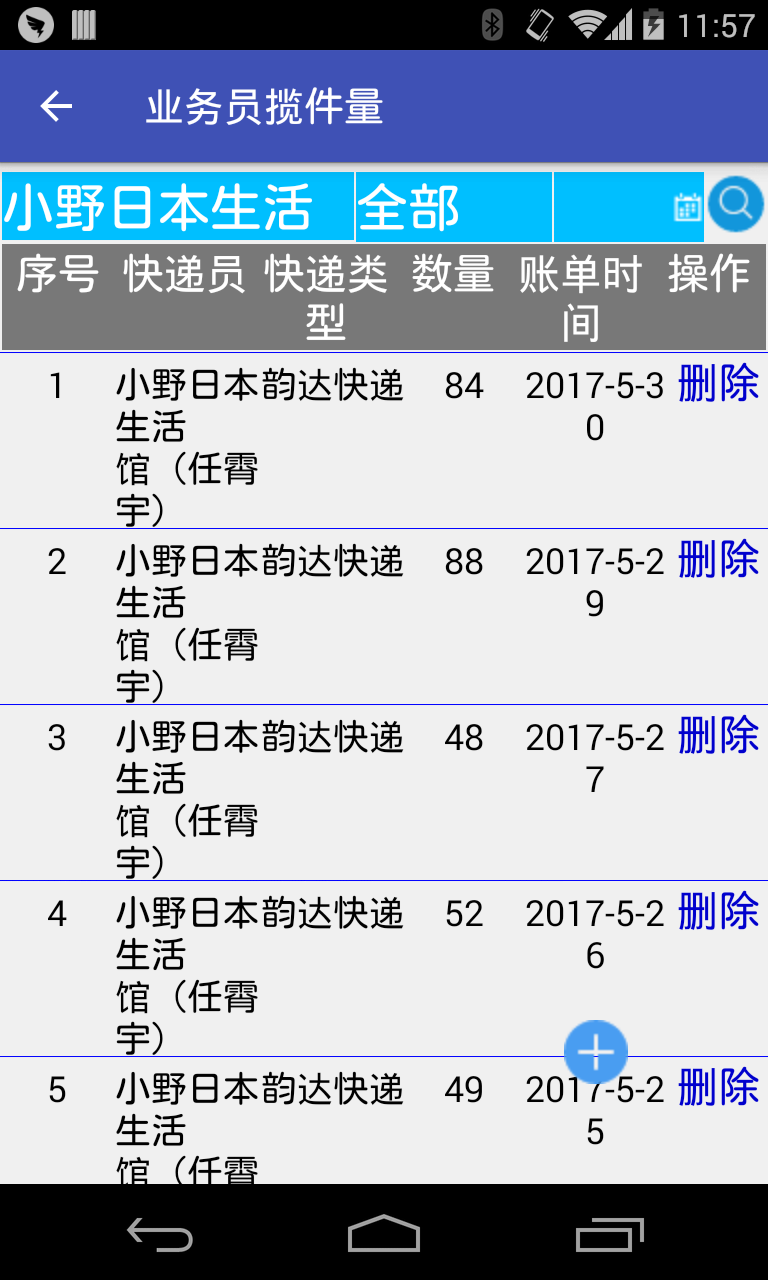 11:57
业务员揽件量
小野日本生活 全部
序号 快递员 快递类型 数量 账单时间 操作
1 小野日本生活馆（任霄宇） 韵达快递 84 2017-5-30 删除
2 小野日本生活馆（任霄宇） 韵达快递 88 2017-5-29 删除
3 小野日本生活馆（任霄宇） 韵达快递 48 2017-5-27 删除
4 小野日本生活馆（任霄宇） 韵达快递 52 2017-5-26 删除
5 小野日本生活馆（任霄 韵达快递 49 2017-5-25 删除